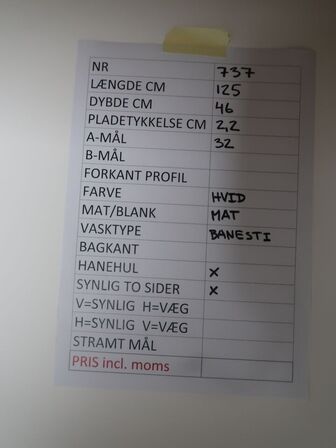 NR 737
LÆNGDE CM 125
DYBDE CM 46
PLADETYKKELSE CM 2,2
A-MÅL 32
B-MÅL
FORKANT PROFIL
FARVE HVID
MAT/BLANK MAT
VASKTYPE BANESTI
BAGKANT
HANEHUL X
SYNLIG TO SIDER X
V=SYNLIG H=VÆG
H=SYNLIG V=VÆG
STRAMT MÅL
PRIS incl. moms